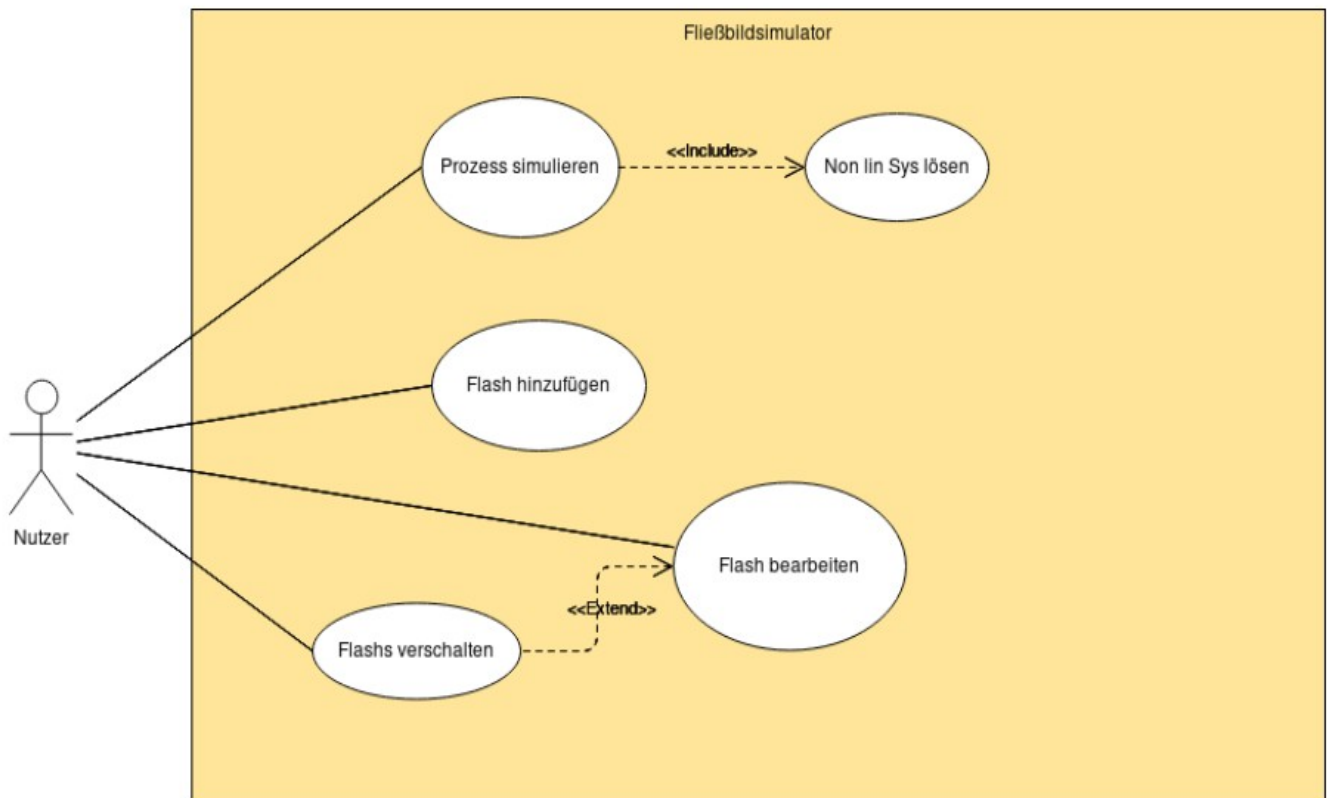 Fließbildsimulator
Prozess simulieren
<<Include>>
Non lin Sys lösen
Flash hinzufügen
Nutzer
Flash bearbeiten
<<Extend>>
Flashs verschalten